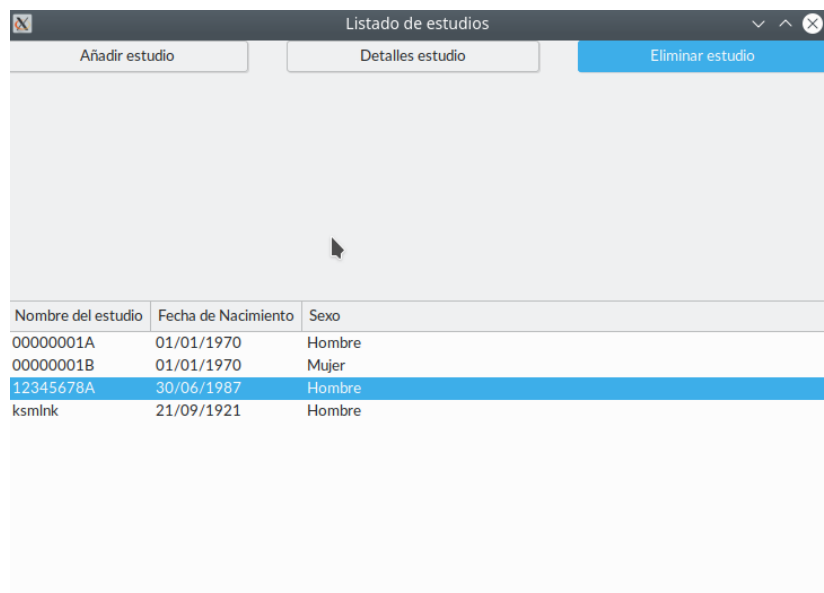 Listado de estudios
Añadir estudio Detalles estudio Eliminar estudio
Nombre del estudio Fecha de Nacimiento Sexo
00000001A 01/01/1970 Hombre
00000001B 01/01/1970 Mujer
12345678A 30/06/1987 Hombre
ksmlnk 21/09/1921 Hombre